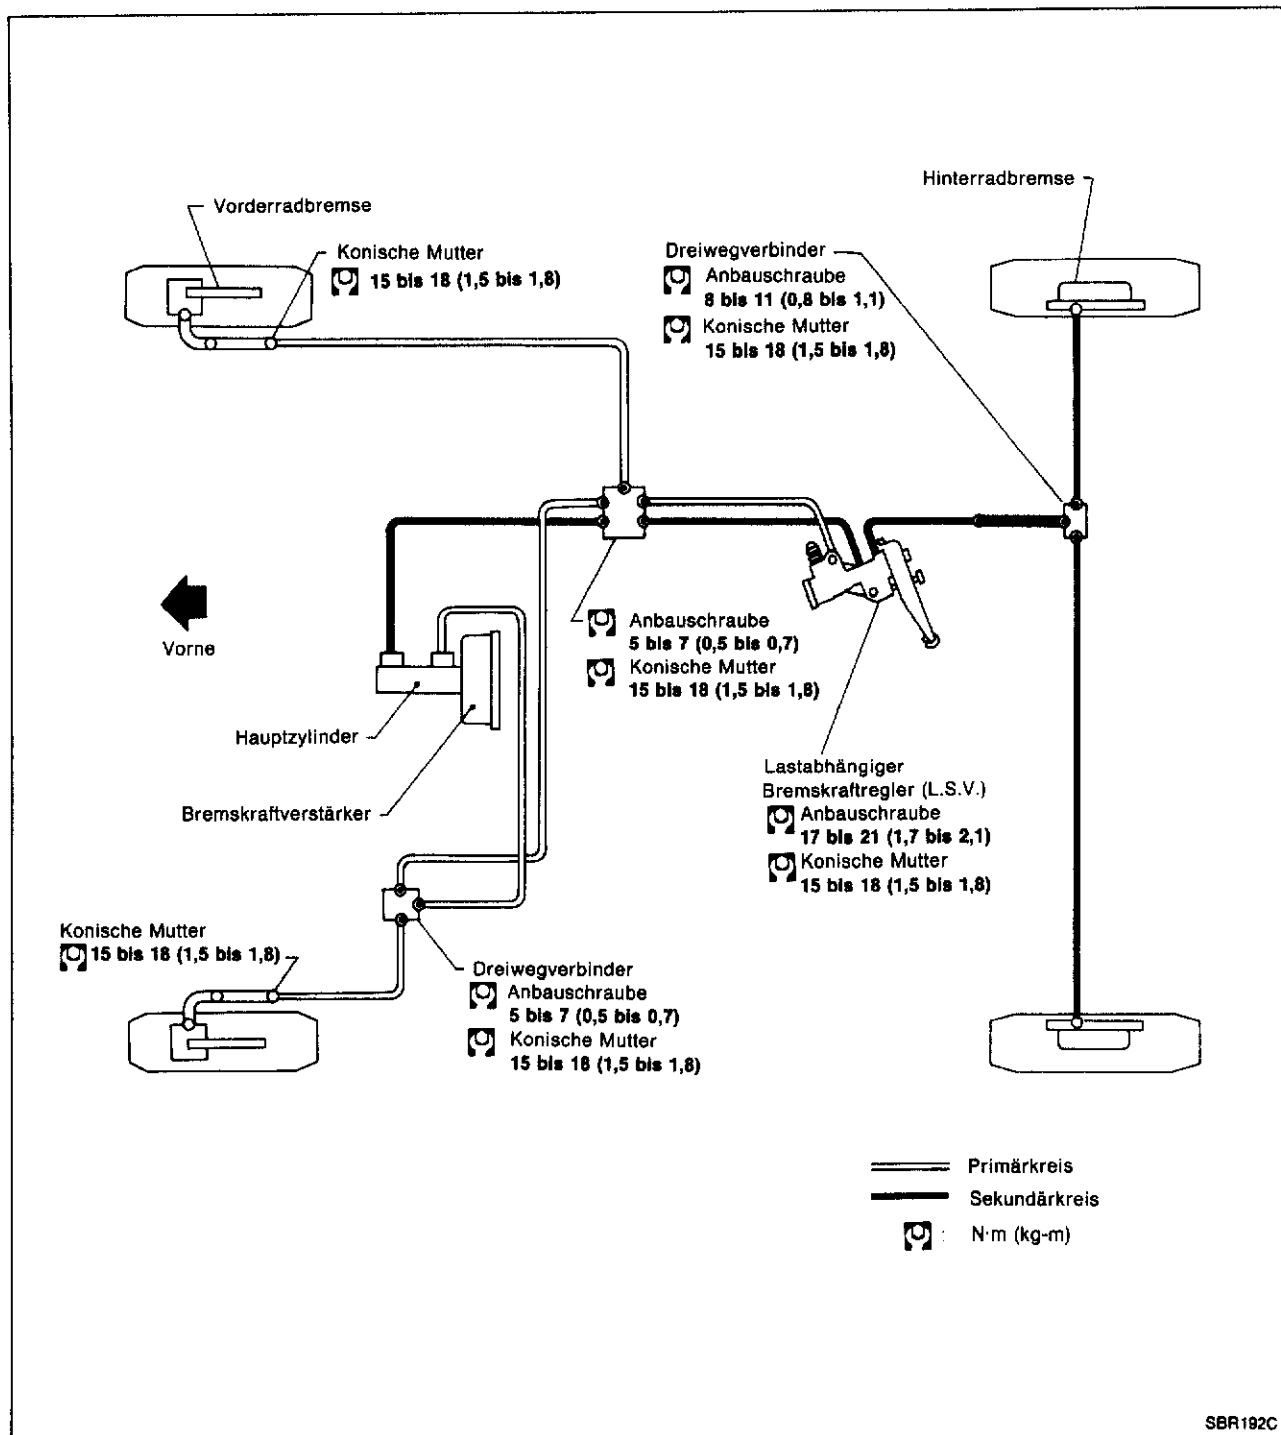 Hinterradbremse
Vorderradbremse
Konische Mutter
15 bis 18 (1,5 bis 1,8)
Dreiwegverbinder
Anbauschraube
8 bis 11 (0,8 bis 1,1)
Konische Mutter
15 bis 18 (1,5 bis 1,8)
Vorne
Anbauschraube
5 bis 7 (0,5 bis 0,7)
Konische Mutter
15 bis 18 (1,5 bis 1,8)
Hauptzylinder
Bremskraftverstärker
Lastabhängiger
Bremskraftregler (L.S.V.)
Anbauschraube
17 bis 21 (1,7 bis 2,1)
Konische Mutter
15 bis 18 (1,5 bis 1,8)
Konische Mutter
15 bis 18 (1,5 bis 1,8)
Dreiwegverbinder
Anbauschraube
5 bis 7 (0,5 bis 0,7)
Konische Mutter
15 bis 18 (1,5 bis 1,8)
Primärkreis
Sekundärkreis
: N·m (kg-m)
SBR192C